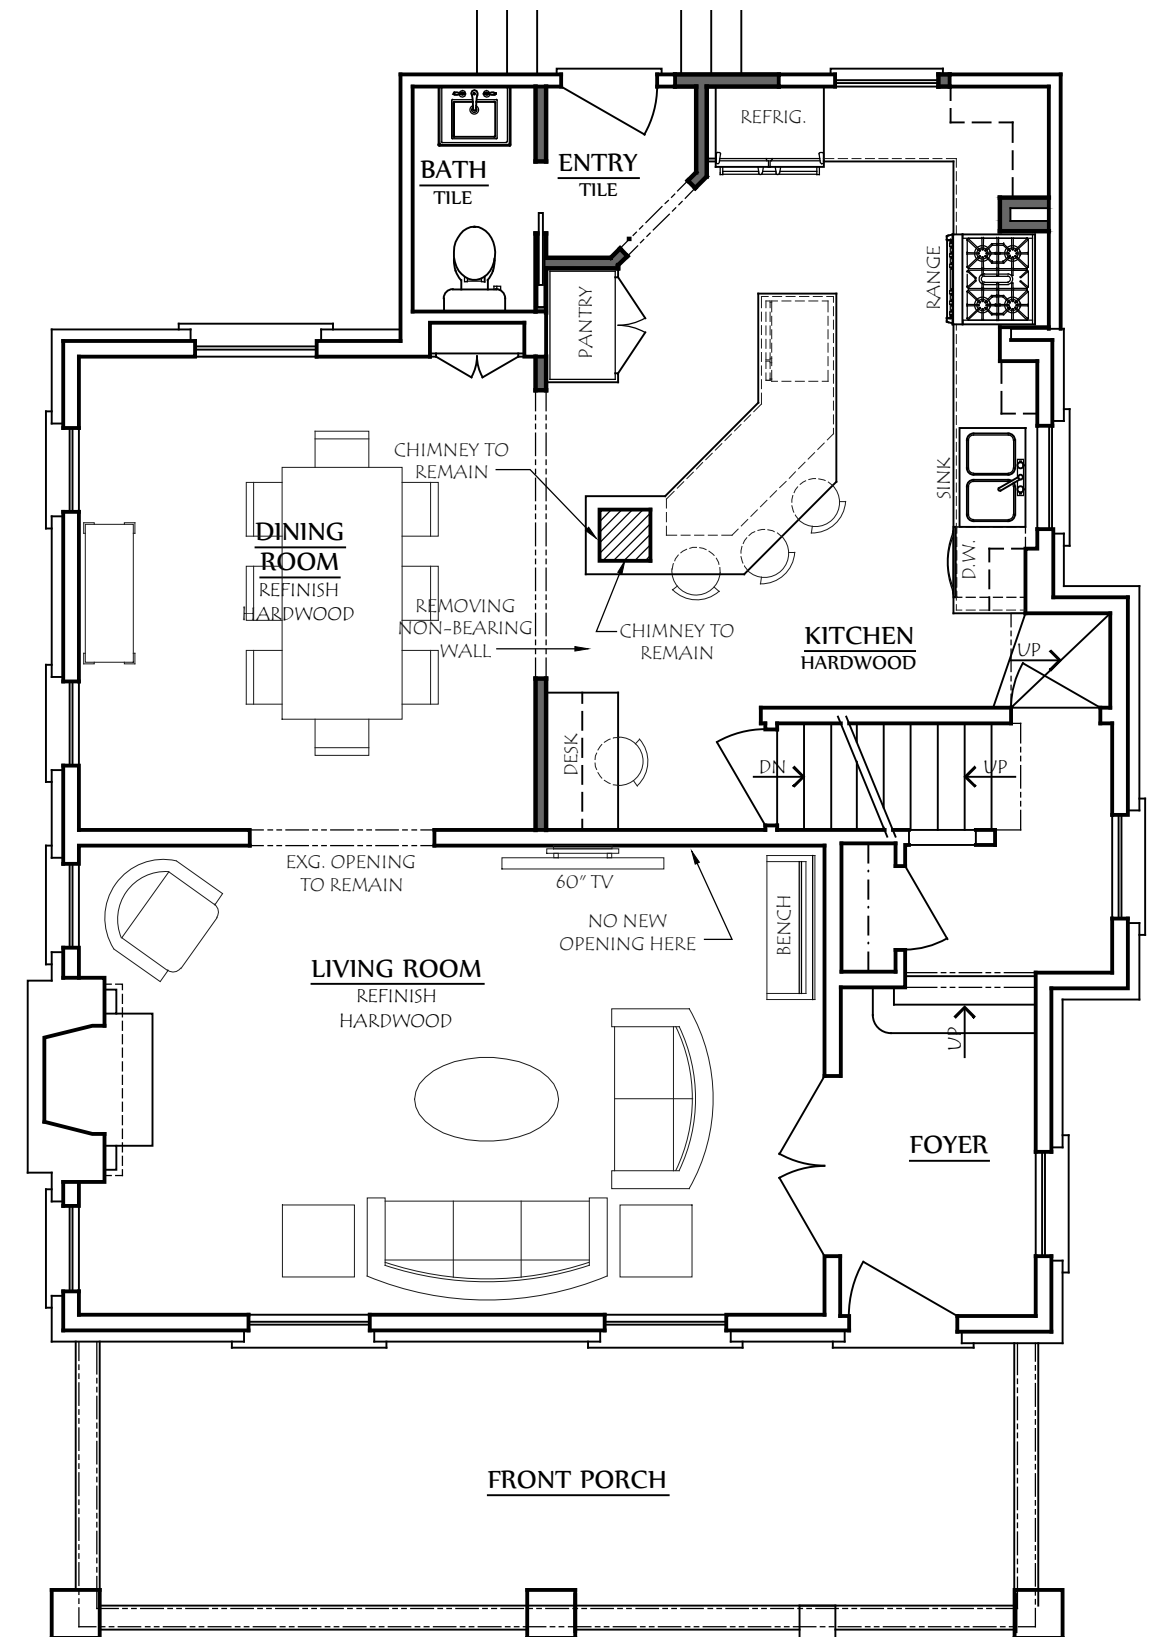 REFRIG.
BATH
TILE
ENTRY
TILE
RANGE
PANTRY
CHIMNEY TO
REMAIN
SINK
DINING
ROOM
REFINISH
HARDWOOD
D.W.
REMOVING
NON-BEARING
WALL
CHIMNEY TO
REMAIN
KITCHEN
HARDWOOD
UP
DESK
DN
UP
EXG. OPENING
TO REMAIN
60" TV
NO NEW
OPENING HERE
BENCH
LIVING ROOM
REFINISH
HARDWOOD
UP
FOYER
FRONT PORCH